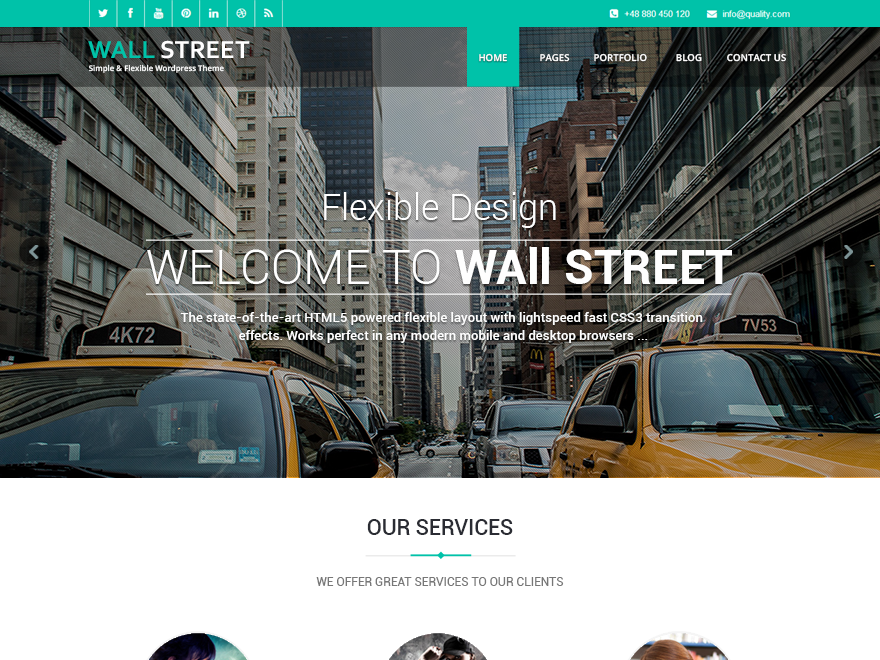 +48 880 450 120 info@quality.com
WALL STREET
Simple & Flexible Wordpress Theme
HOME PAGES PORTFOLIO BLOG CONTACT US
Flexible Design
WELCOME TO WAll STREET
The state-of-the-art HTML5 powered flexible layout with lightspeed fast CSS3 transition
effects. Works perfect in any modern mobile and desktop browsers ...
4K72
7V53
OUR SERVICES
WE OFFER GREAT SERVICES TO OUR CLIENTS